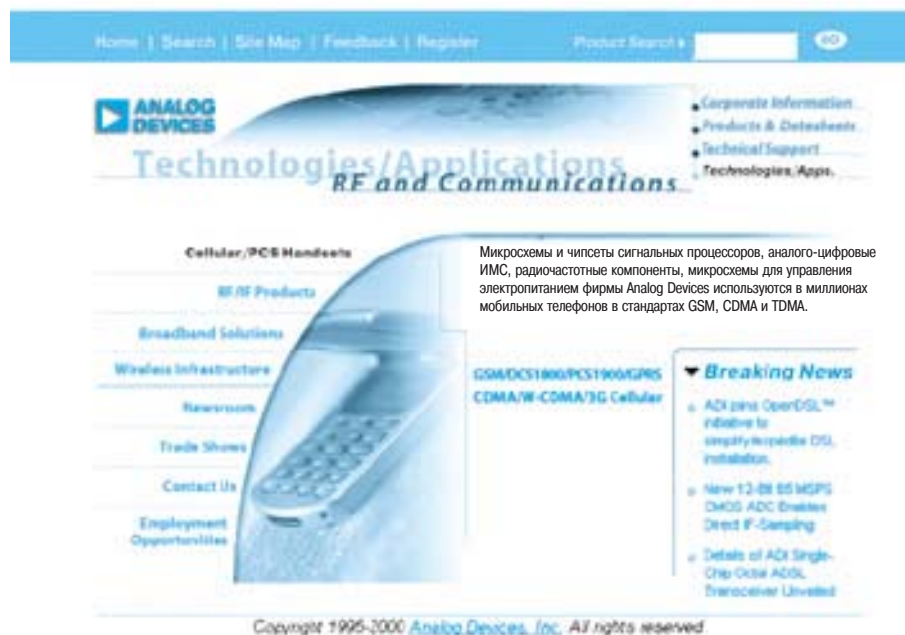 Home | Search | Site Map | Feedback | Register
Product Search
GO
ANALOG
DEVICES
Corporate Information
Products & Datasheets
Technical Support
Technologies/Apps.
Technologies/Applications
RF and Communications
Cellular/PCS Handsets
RF/IF Products
Broadband Solutions
Wireless Infrastructure
Newsroom
Trade Shows
Contact Us
Employment
Opportunities
Микросхемы и чипсеты сигнальных процессоров, аналого-цифровые
ИМС, радиочастотные компоненты, микросхемы для управления
электропитанием фирмы Analog Devices используются в миллионах
мобильных телефонов в стандартах GSM, CDMA и TDMA.
GSM/DCS1800/PCS1900/GPRS
CDMA/W-CDMA/3G Cellular
Breaking News
ADI joins OpenDSL™
initiative to
simplify/expedite DSL
installation.
New 12-Bit 65 MSPS
CMOS ADC Enables
Direct IF-Sampling
Details of ADI Single-
Chip Octal ADSL
Transceiver Unveiled
Copyright 1995-2000 Analog Devices, Inc. All rights reserved